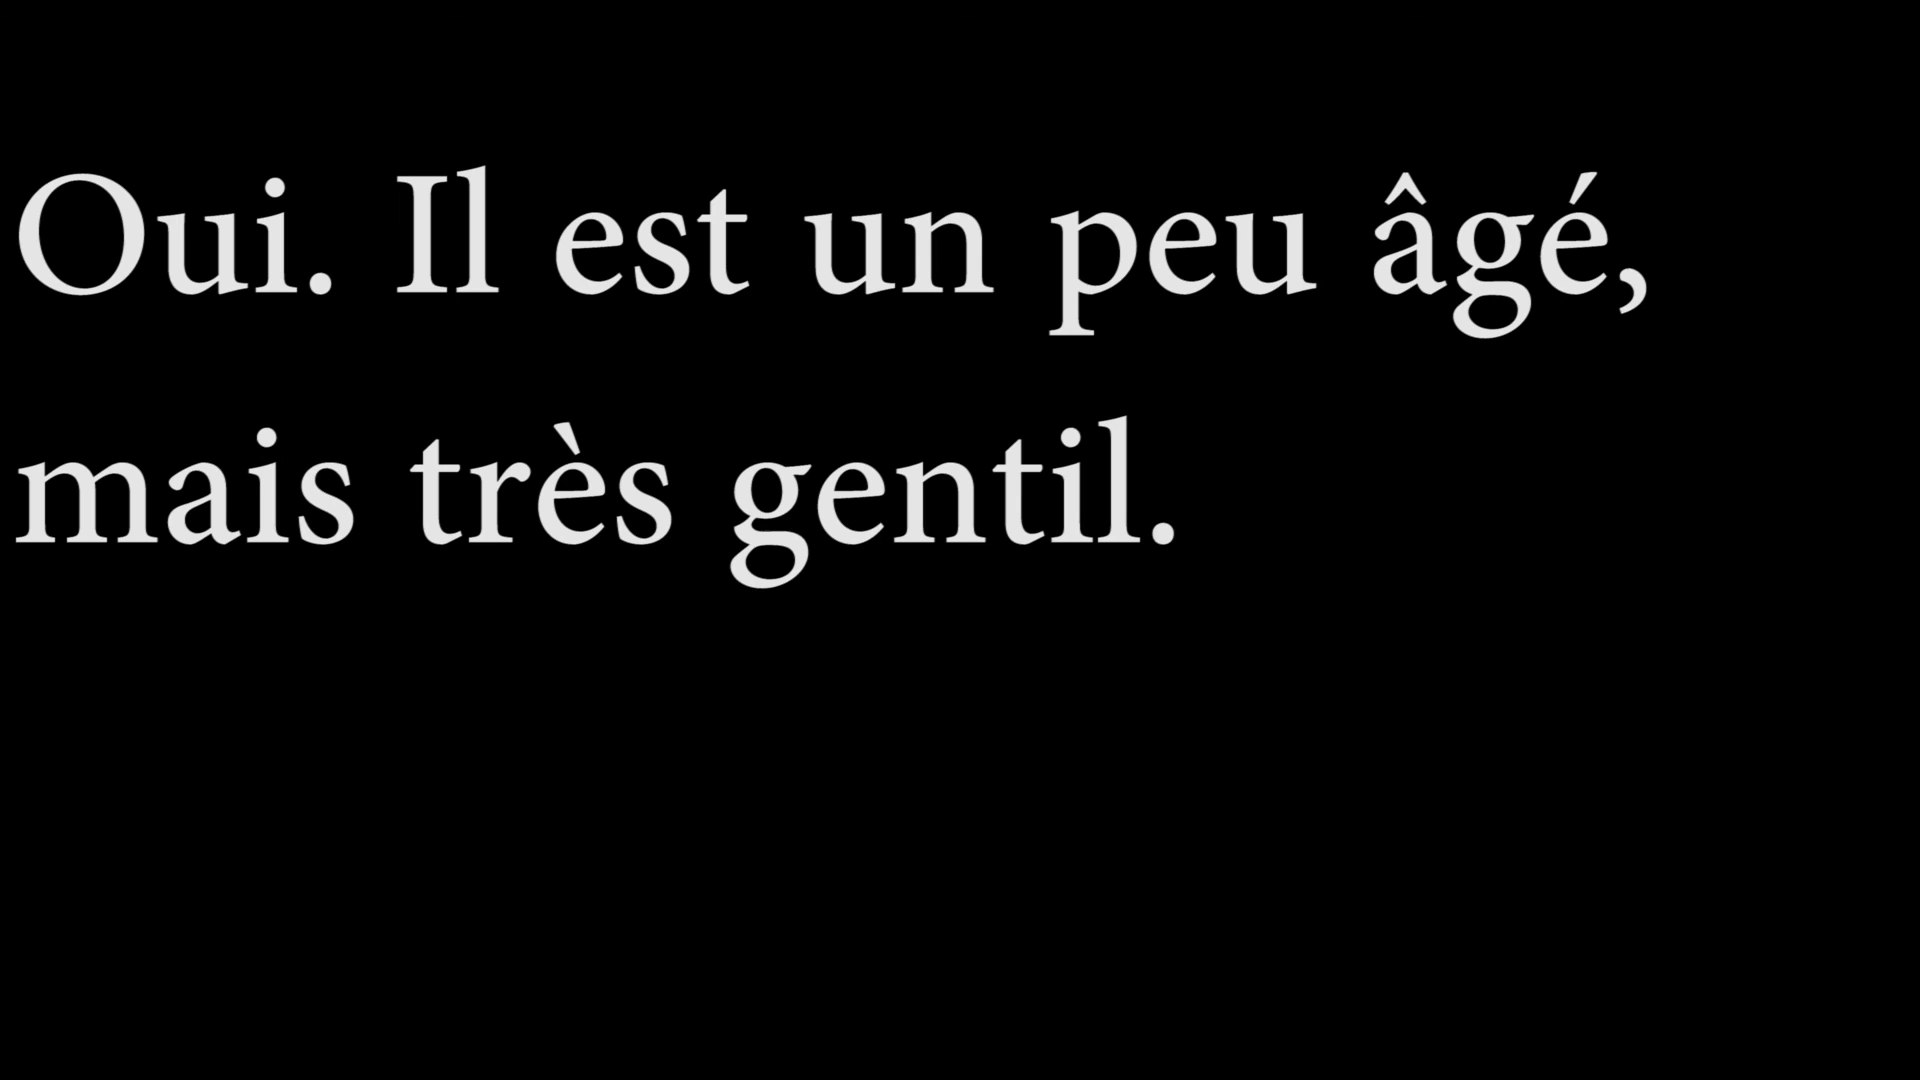 Oui. Il est un peu âgé,
mais très gentil.